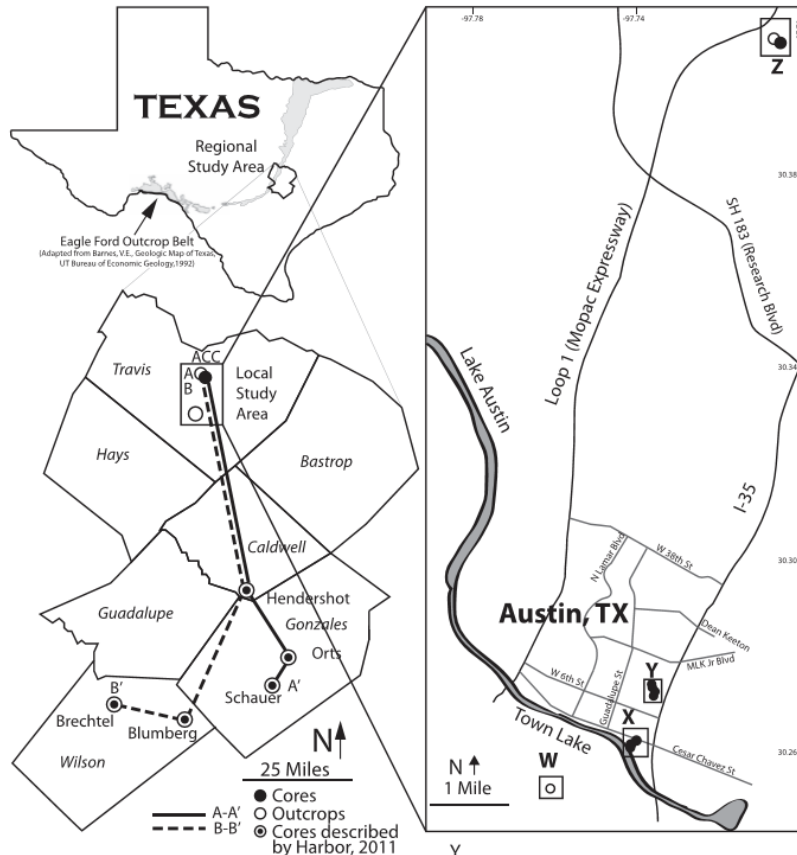 TEXAS
Regional
Study Area
Eagle Ford Outcrop Belt
(Adapted from Barnes, V.E., Geologic Map of Texas,
UT Bureau of Economic Geology,1992)
ACC
Travis
A
B
Local
Study
Area
Hays
Bastrop
Caldwell
Hendershot
Guadalupe
Gonzales
Orts
Schauer
A'
B'
Brechtel
Blumberg
Wilson
N
25 Miles
Cores
Outcrops
Cores described
by Harbor, 2011
A-A'
B-B'
-97.78
-97.74
Z
30.38
SH 183 (Research Blvd)
Loop 1 (Mopac Expressway)
30.34
Lake Austin
I-35
30.30
W 38th St
N Lamar Blvd
Austin, TX
Dean Keeton
MLK Jr Blvd
W 6th St
Guadalupe St
Y
X
Town Lake
Cesar Chavez St
30.26
W
N
1 Mile
Y